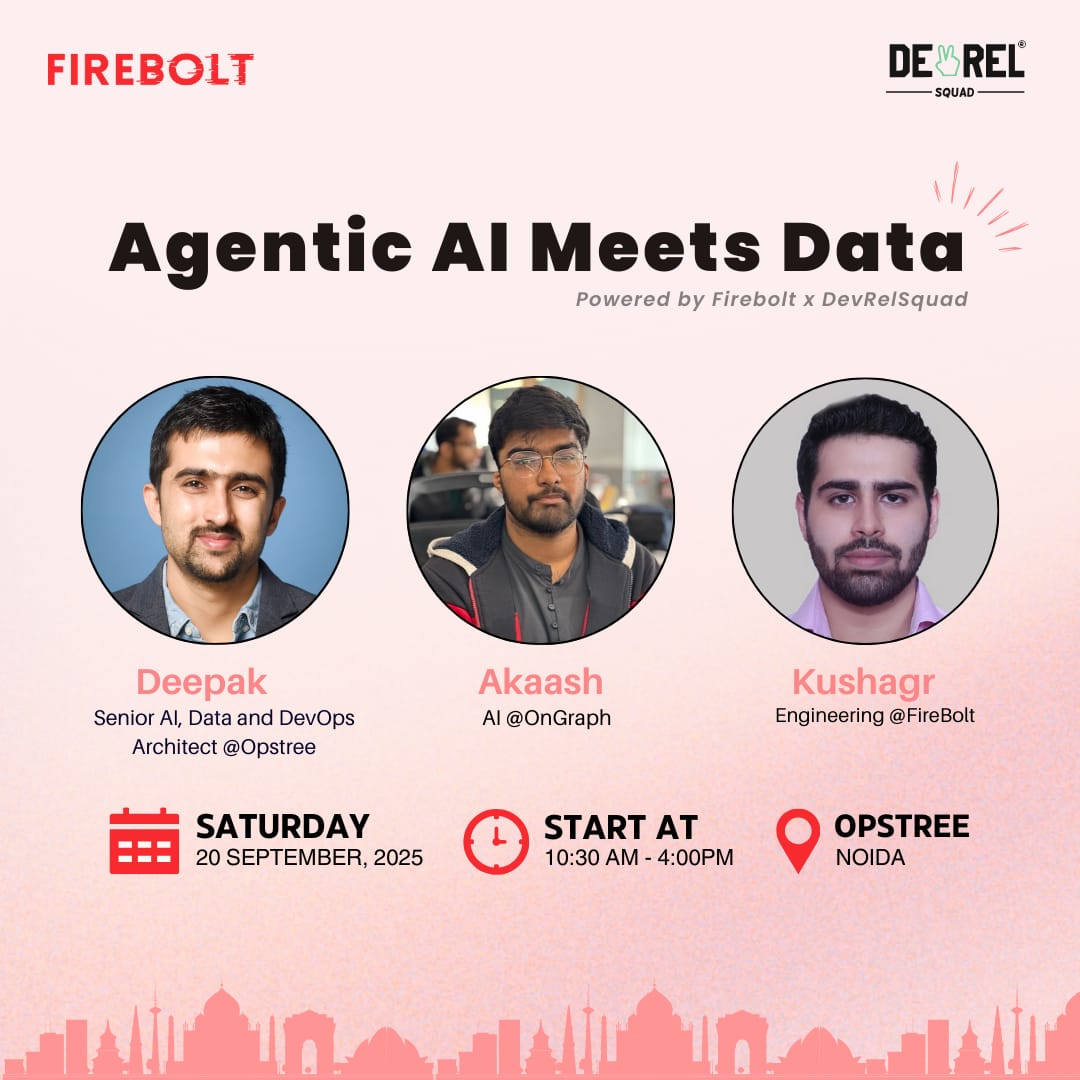 FIREBOLT
DEVREL®
SQUAD
Agentic AI Meets Data
Powered by Firebolt x DevRelSquad
Deepak
Senior AI, Data and DevOps
Architect @Opstree
Akaash
AI @OnGraph
Kushagr
Engineering @FireBolt
SATURDAY
20 SEPTEMBER, 2025
START AT
10:30 AM - 4:00PM
OPSTREE
NOIDA